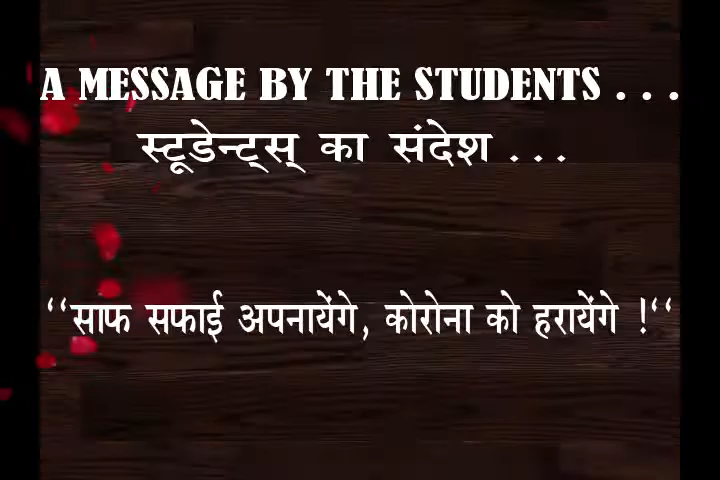 A MESSAGE BY THE STUDENTS . . .
स्टूडेन्ट्स् का संदेश . . .
‘‘साफ सफाई अपनायेंगे, कोरोना को हरायेंगे !‘‘